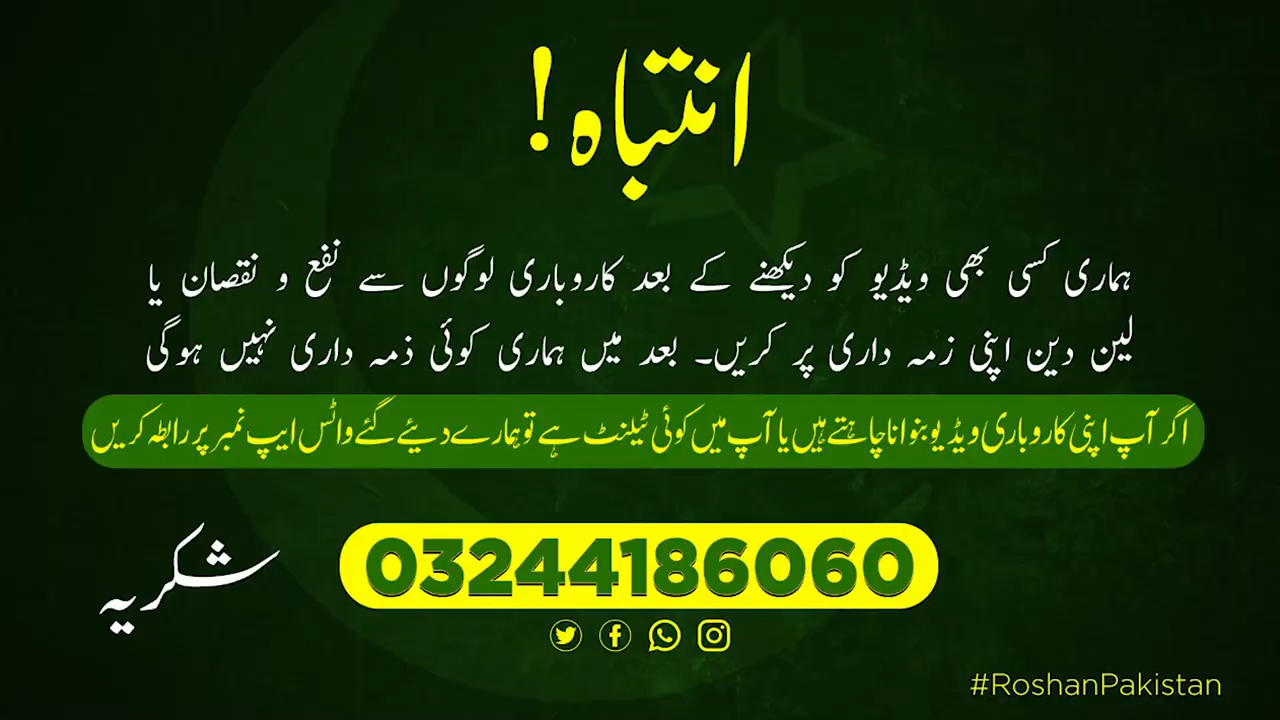 انتباہ!
ہماری کسی بھی ویڈیو کو دیکھنے کے بعد کاروباری لوگوں سے نفع و نقصان یا
لین دین اپنی زمہ داری پر کریں۔ بعد میں ہماری کوئی ذمہ داری نہیں ہوگی
اگر آپ اپنی کاروباری ویڈیو بنوانا چاہتے ہیں یا آپ میں کوئی ٹیلنٹ ہے تو ہمارے دیئے گئے واٹس ایپ نمبر پر رابطہ کریں
شکریہ
03244186060
#RoshanPakistan